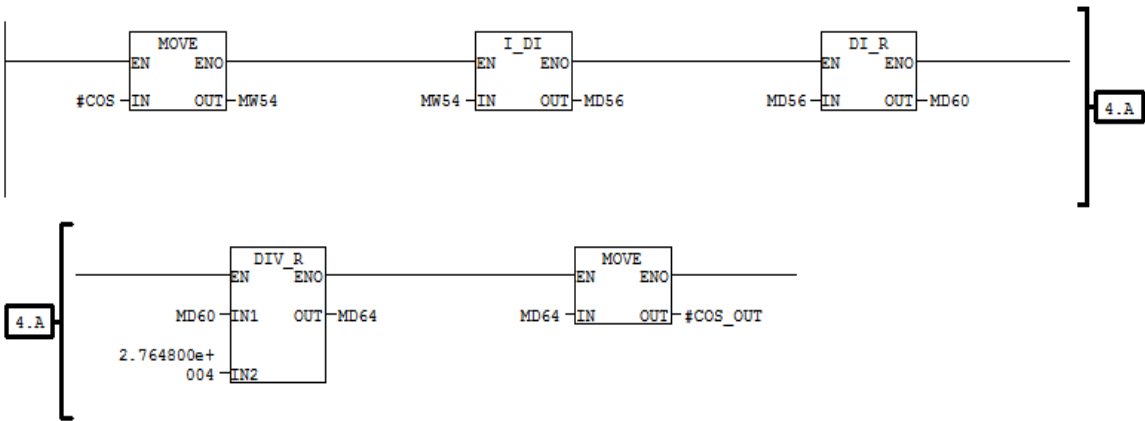 MOVE I_DI DI_R
EN ENO EN ENO EN ENO
#COS IN OUT MW54 MW54 IN OUT MD56 MD56 IN OUT MD60
4.A
DIV_R MOVE
EN ENO EN ENO
4.A
MD60 IN1 OUT MD64 MD64 IN OUT #COS_OUT
2.764800e+
004 IN2